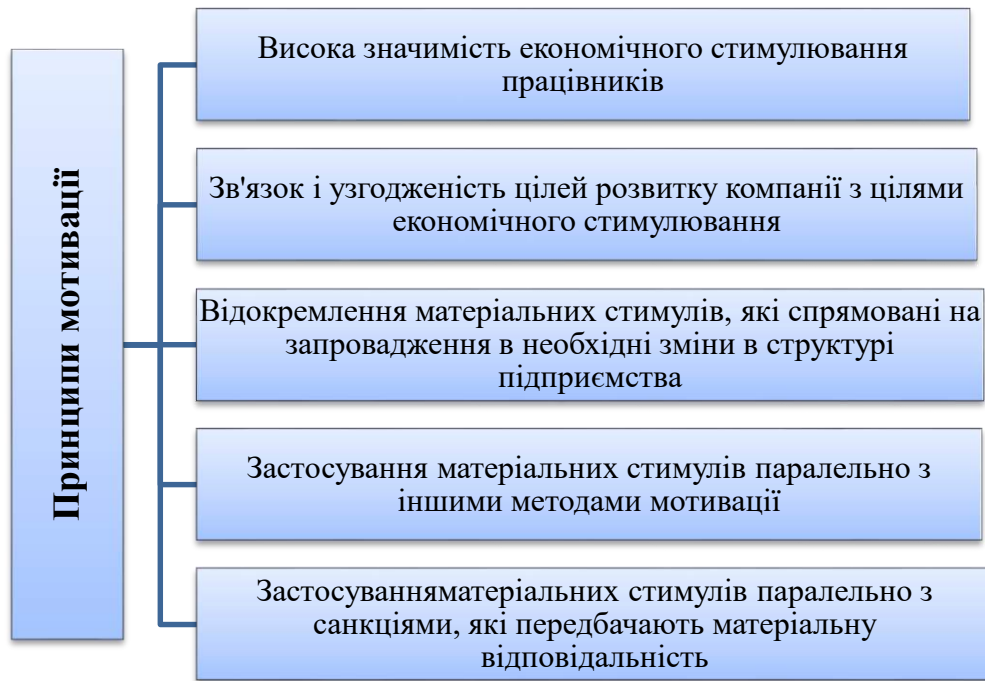 Принципи мотивації
Висока значимість економічного стимулювання
працівників
Зв'язок і узгодженість цілей розвитку компанії з цілями
економічного стимулювання
Відокремлення матеріальних стимулів, які спрямовані на
запровадження в необхідні зміни в структурі
підприємства
Застосування матеріальних стимулів паралельно з
іншими методами мотивації
Застосуванняматеріальних стимулів паралельно з
санкціями, які передбачають матеріальну
відповідальність